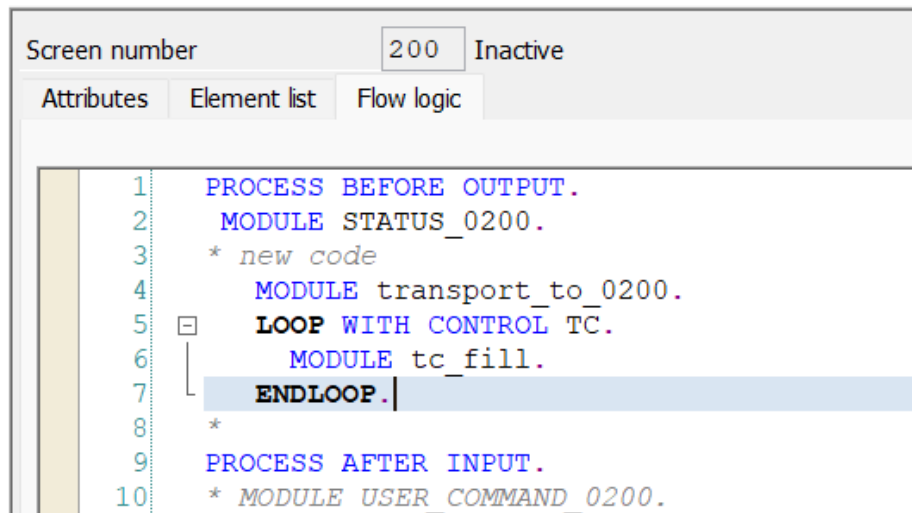 Screen number 200 Inactive
Attributes Element list Flow logic
1 PROCESS BEFORE OUTPUT.
2 MODULE STATUS_0200.
3 * new code
4 MODULE transport_to_0200.
5 LOOP WITH CONTROL TC.
6 MODULE tc_fill.
7 ENDLOOP.
8 *
9 PROCESS AFTER INPUT.
10 * MODULE USER_COMMAND_0200.